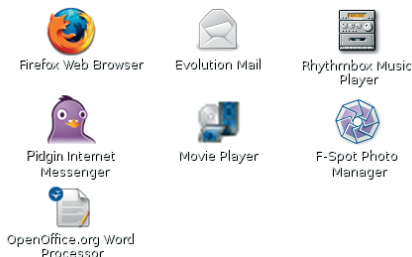 Firefox Web Browser
Evolution Mail
Rhythmbox Music
Player
Pidgin Internet
Messenger
Movie Player
F-Spot Photo
Manager
OpenOffice.org Word
Processor